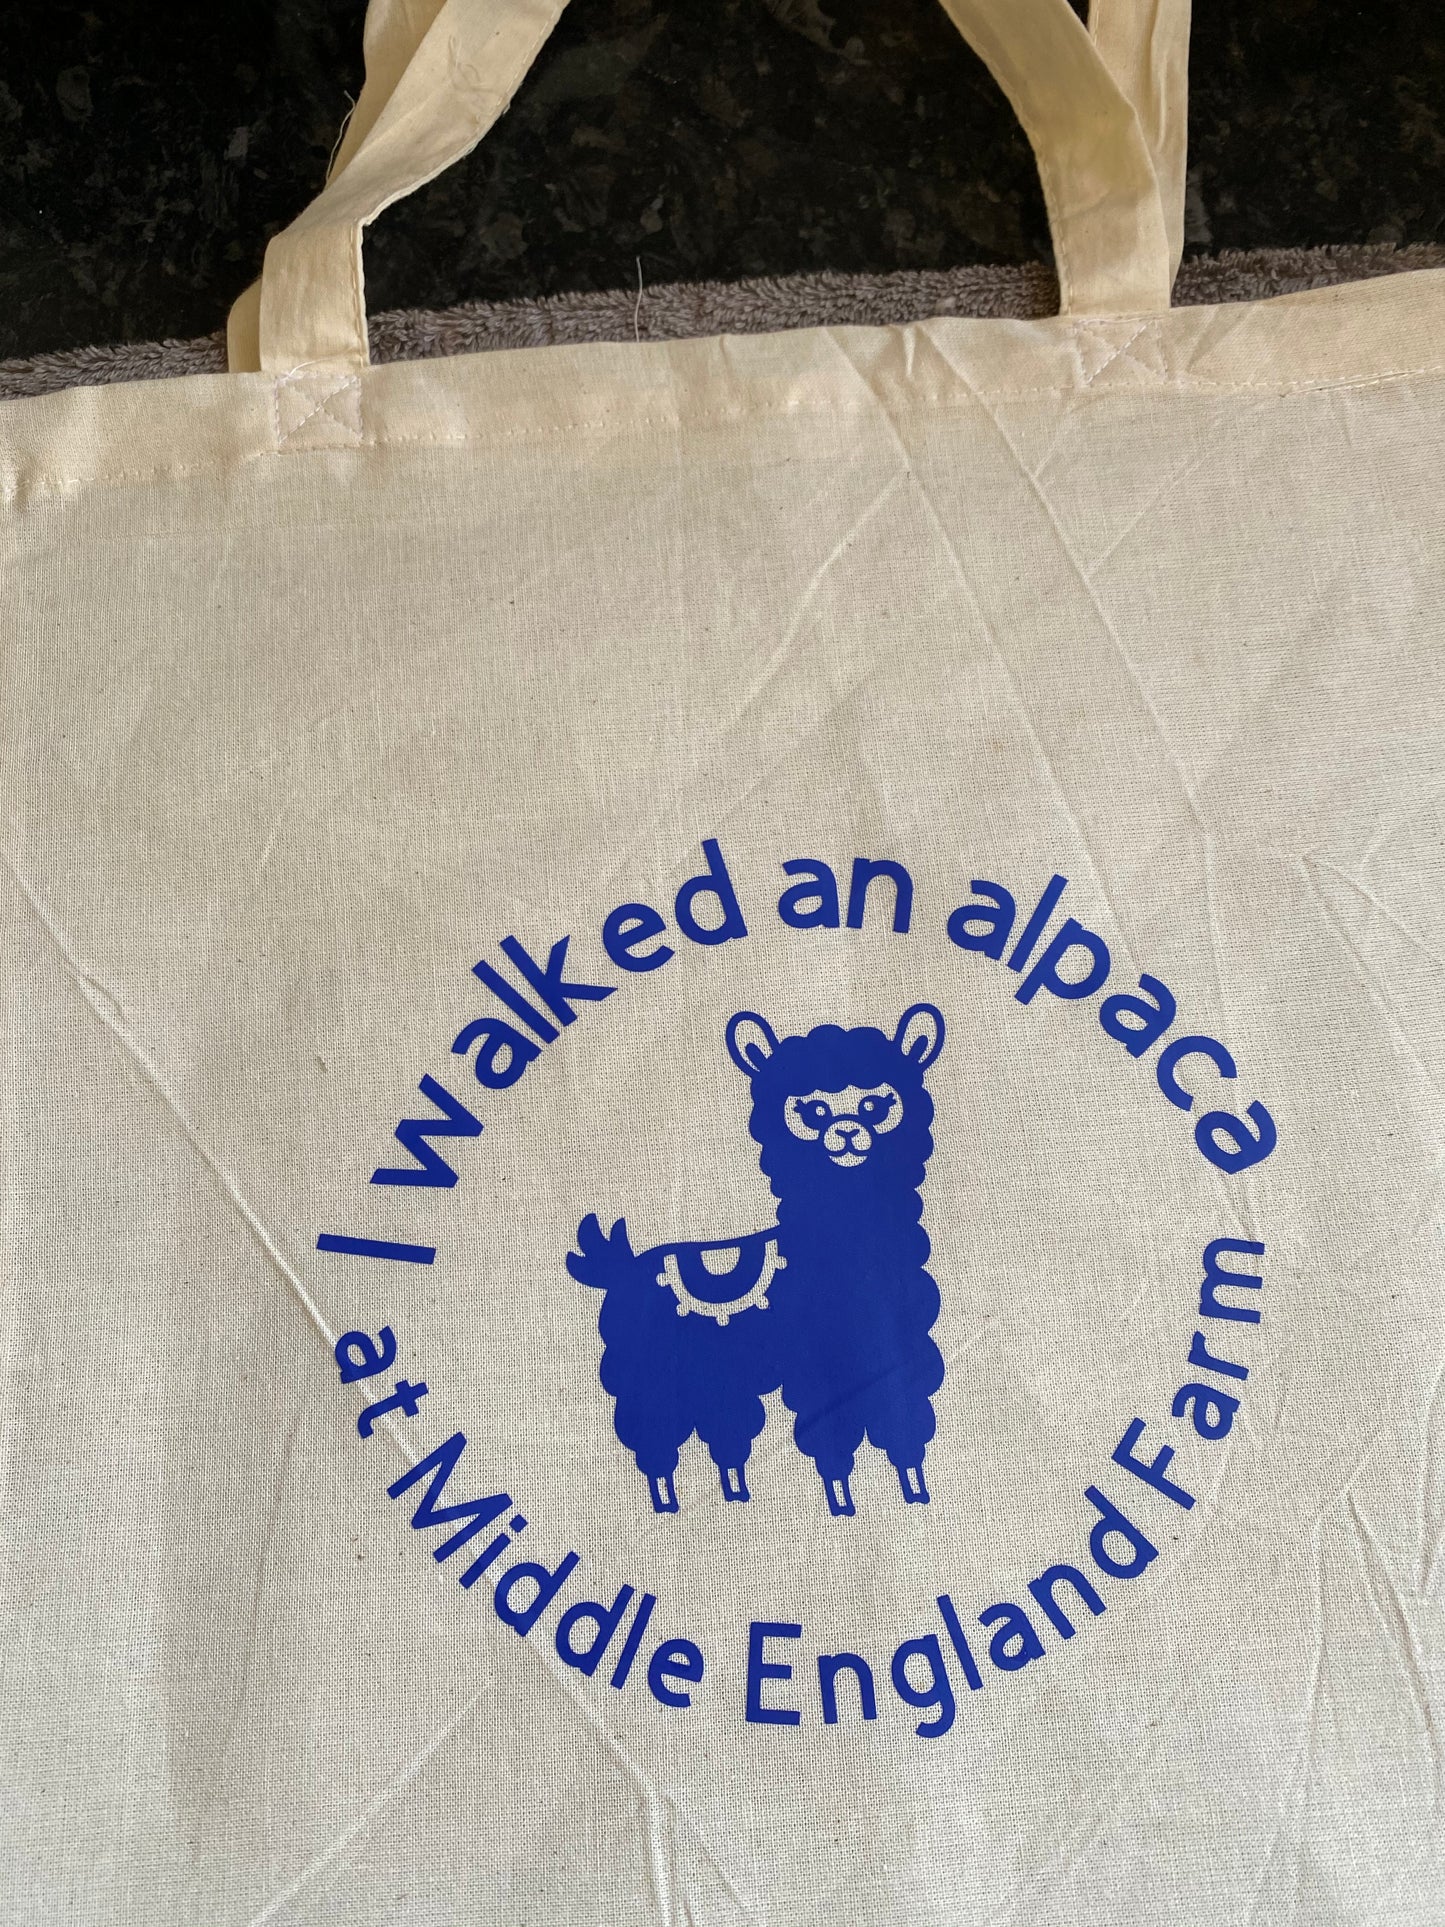 I walked an alpaca
at Middle England Farm